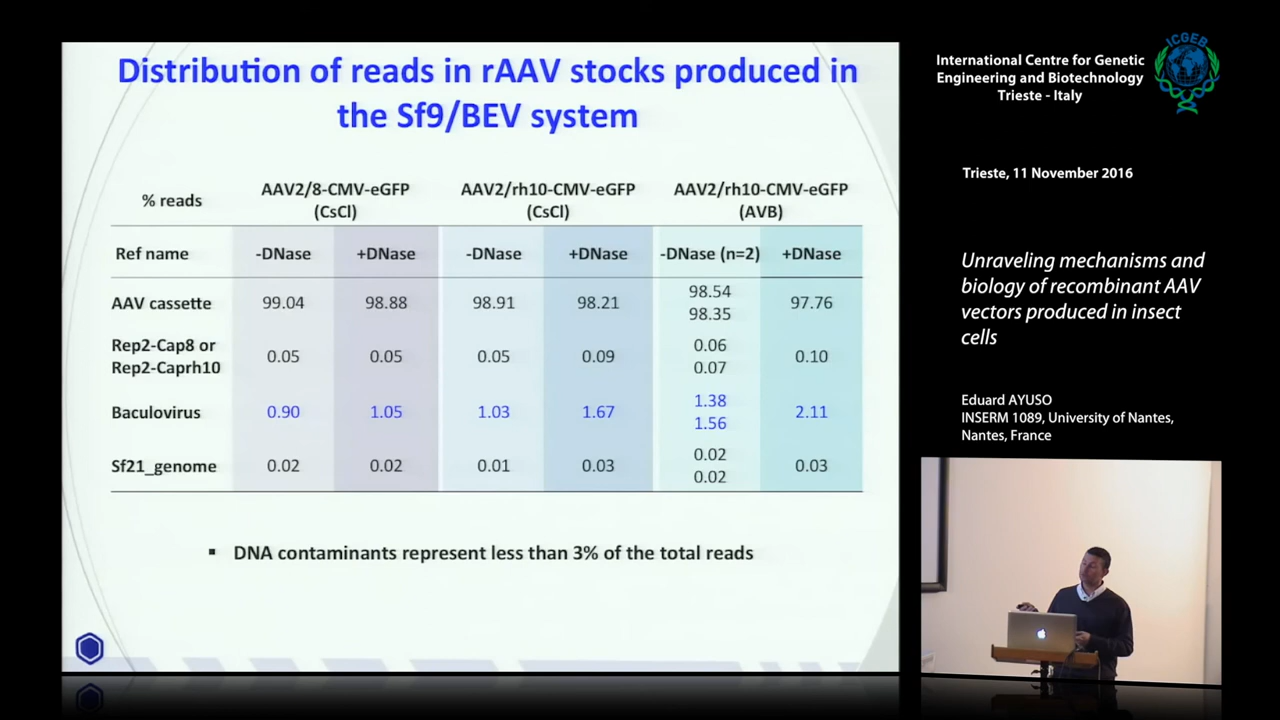 Distribution of reads in rAAV stocks produced in
the Sf9/BEV system
% reads
AAV2/8-CMV-eGFP
(CsCl)
AAV2/rh10-CMV-eGFP
(CsCl)
AAV2/rh10-CMV-eGFP
(AVB)
Ref name -DNase +DNase -DNase +DNase -DNase (n=2) +DNase
AAV cassette 99.04 98.88 98.91 98.21 98.54 97.76
98.35
Rep2-Cap8 or
Rep2-Caprh10 0.05 0.05 0.05 0.09 0.06 0.10
0.07
Baculovirus 0.90 1.05 1.03 1.67 1.38 2.11
1.56
Sf21_genome 0.02 0.02 0.01 0.03 0.02 0.03
0.02
▪ DNA contaminants represent less than 3% of the total reads
International Centre for Genetic
Engineering and Biotechnology
Trieste - Italy
ICGEB
Trieste, 11 November 2016
Unraveling mechanisms and
biology of recombinant AAV
vectors produced in insect
cells
Eduard AYUSO
INSERM 1089, University of Nantes,
Nantes, France